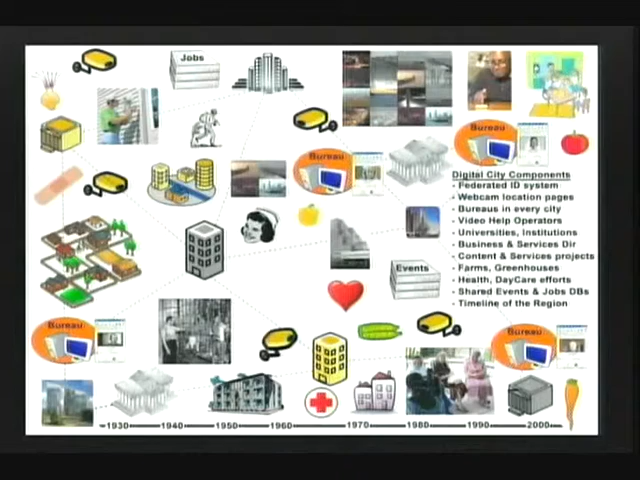 Jobs
Bureau
Bureau
Digital City Components
- Federated ID system
- Webcam location pages
- Bureaus in every city
- Video Help Operators
- Universities, Institutions
- Business & Services Dir
- Content & Services projects
- Farms, Greenhouses
- Health, DayCare efforts
- Shared Events & Jobs DBs
- Timeline of the Region
Events
Bureau
Bureau
1930 1940 1950 1960 1970 1980 1990 2000